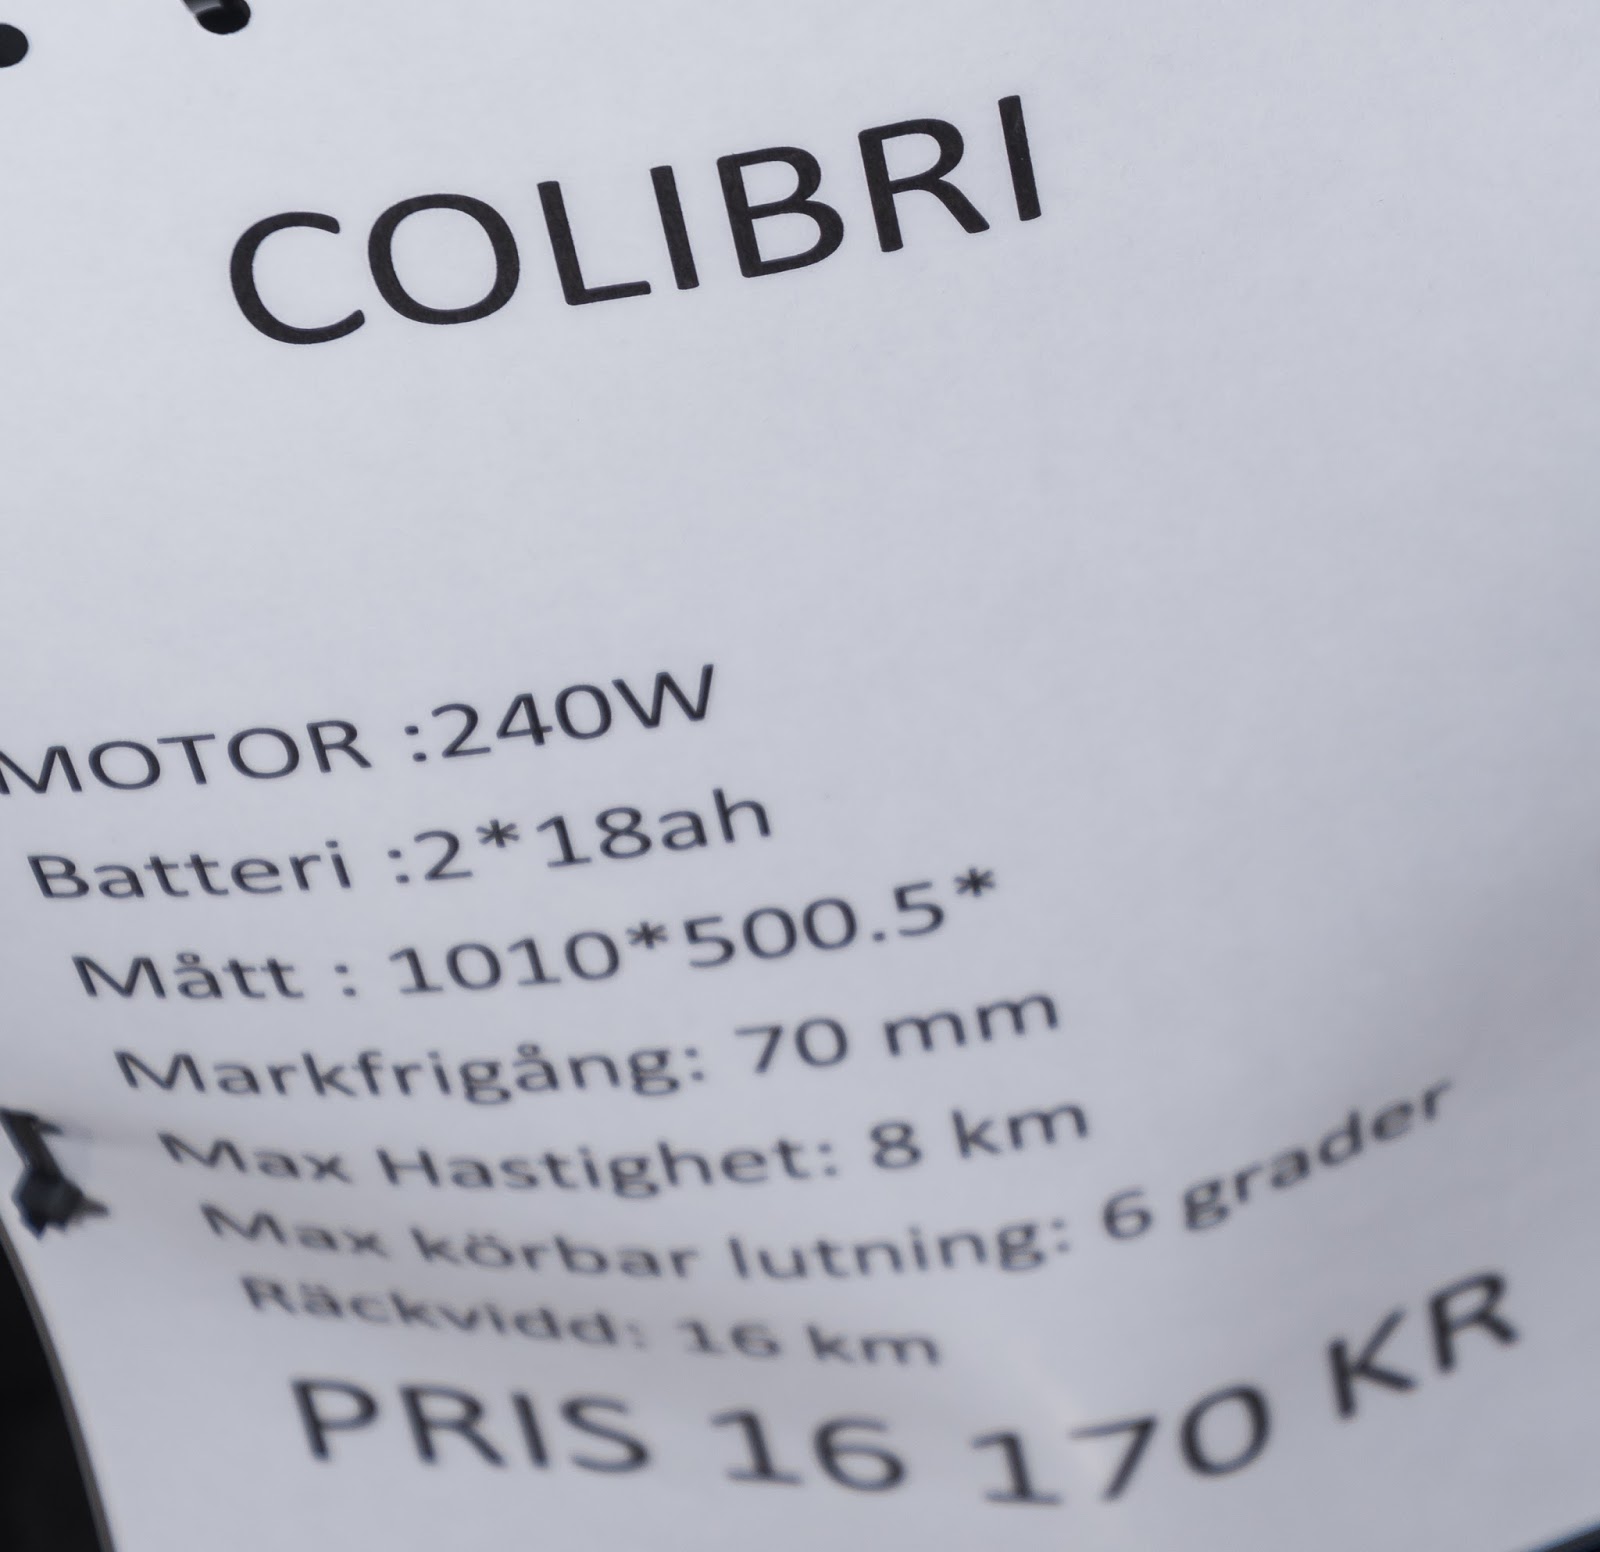 COLIBRI
MOTOR :240W
Batteri :2*18ah
Mått : 1010*500.5*
Markfrigång: 70 mm
Max Hastighet: 8 km
Max körbar lutning: 6 grader
Räckvidd: 16 km
PRIS 16 170 KR